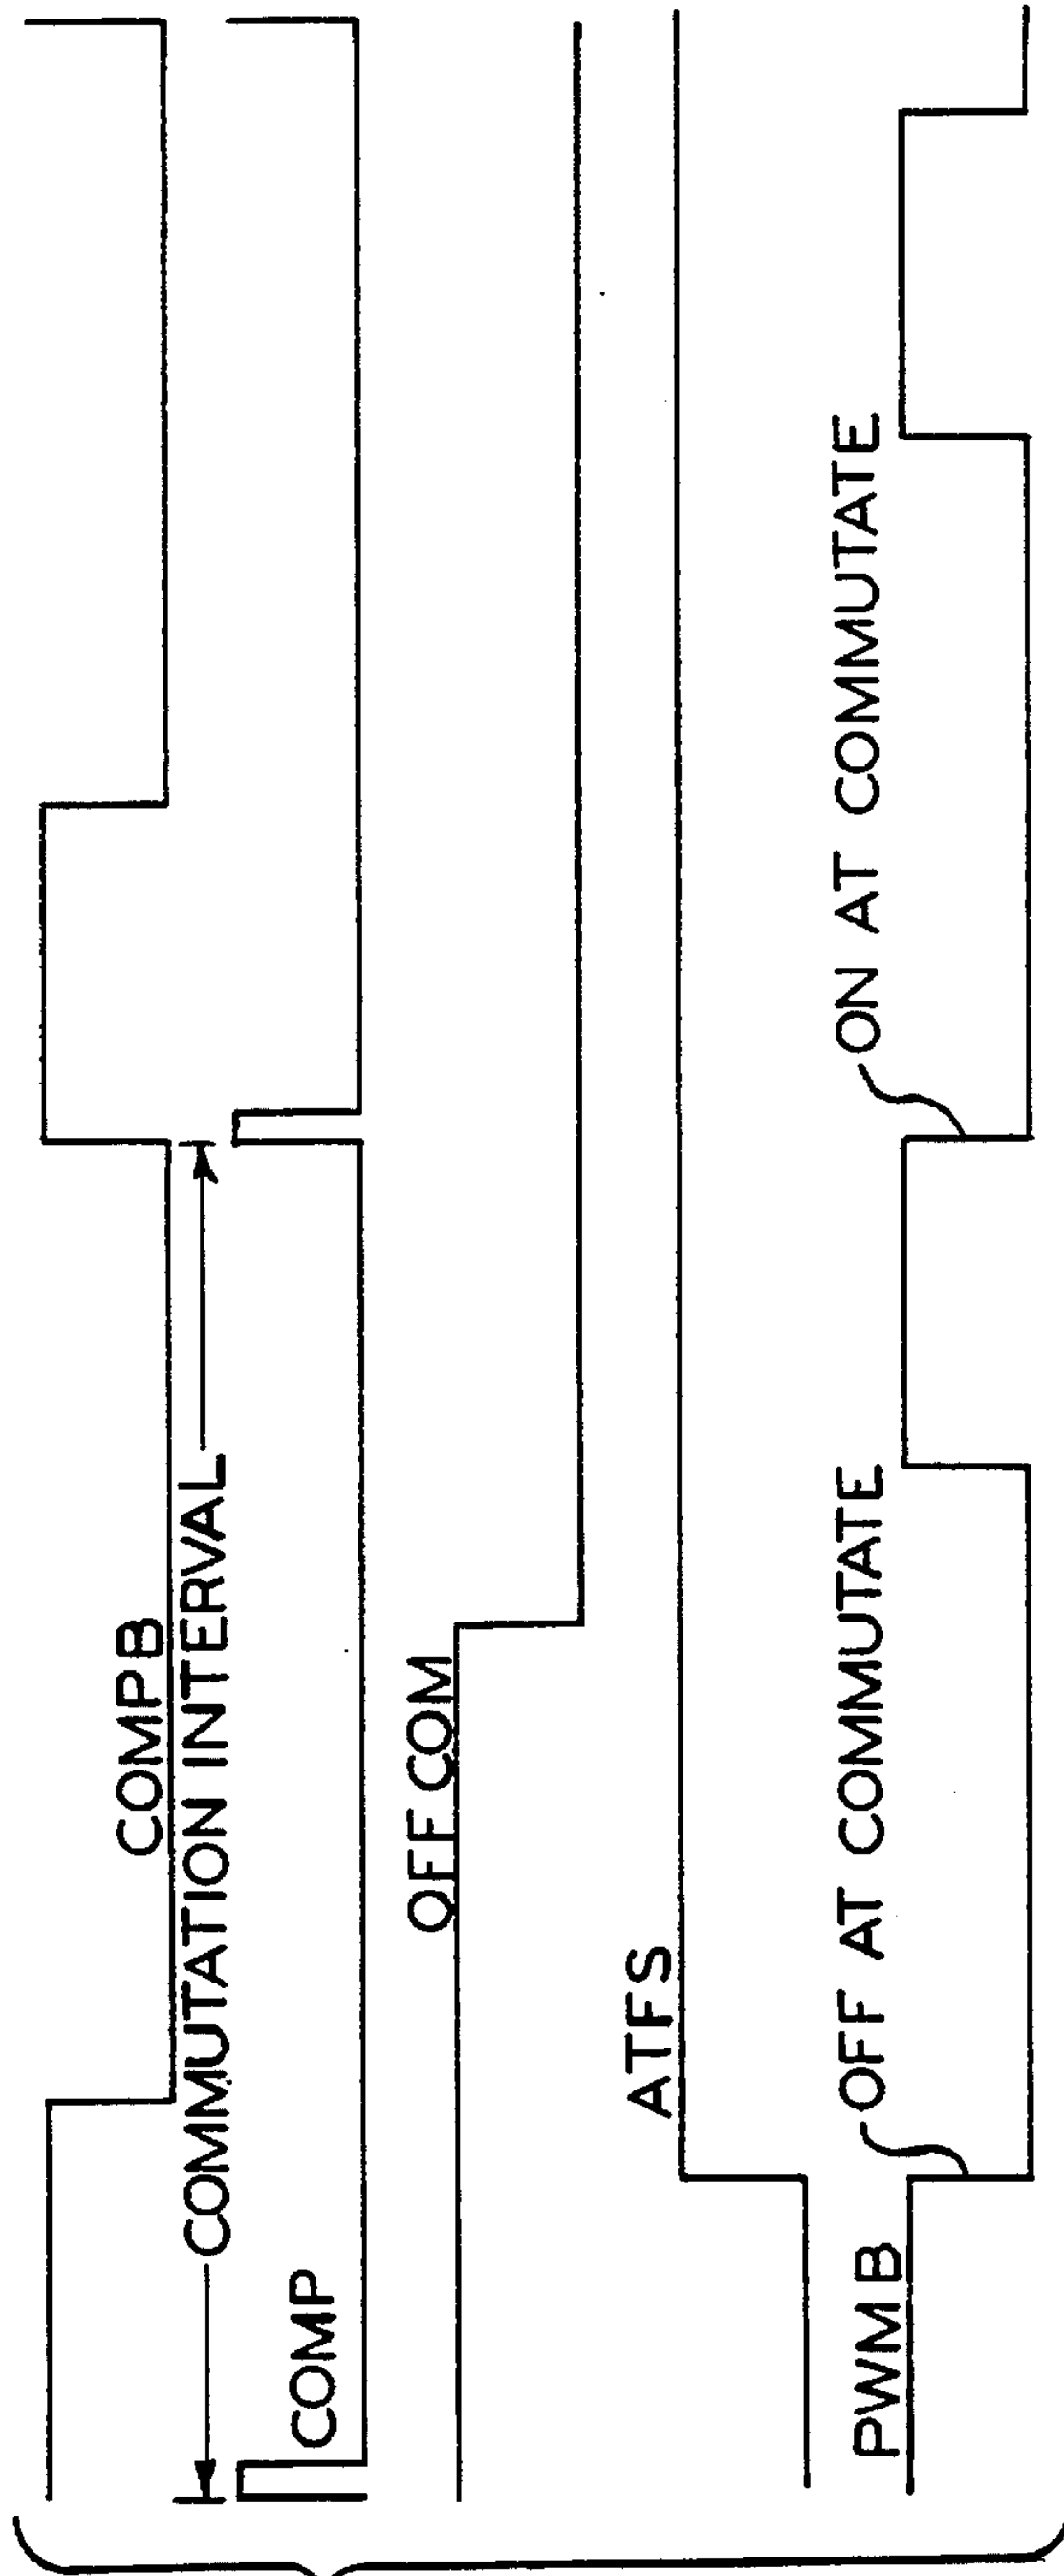 COMPB
COMMUTATION INTERVAL
COMP
OFF COM
ATFS
PWMB
OFF AT COMMUTATE
ON AT COMMUTATE